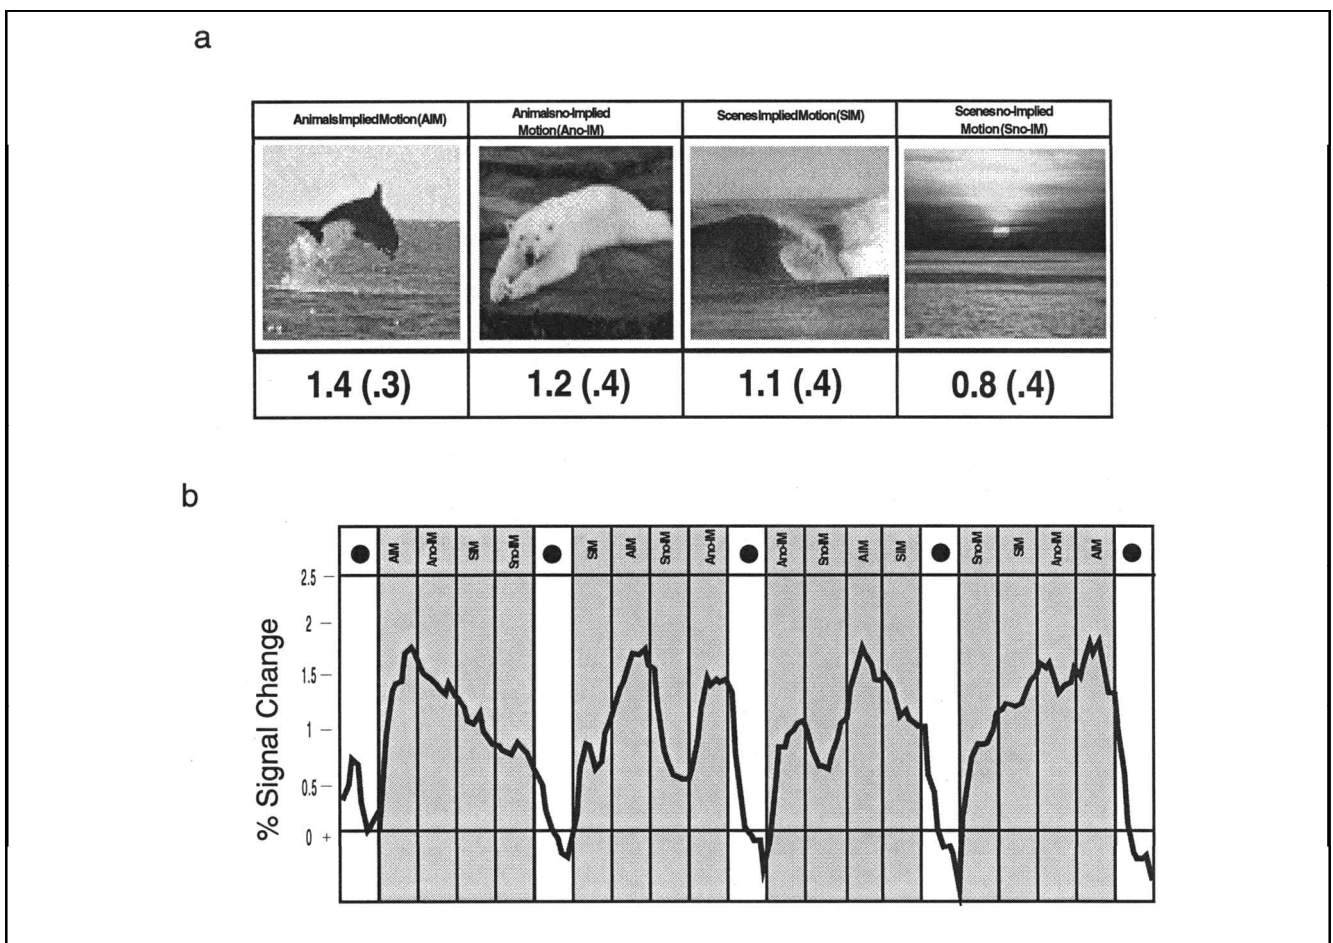 a
AnimalsImpliedMotion(AIM)
Animalsno-Implied
Motion(Ano-IM)
ScenesImpliedMotion(SIM)
Scenesno-Implied
Motion(Sno-IM)
1.4 (.3)
1.2 (.4)
1.1 (.4)
0.8 (.4)
b
AIM
Ano-IM
SIM
Sno-IM
SIM
AIM
Sno-IM
Ano-IM
Ano-IM
Sno-IM
AIM
SIM
Sno-IM
SIM
Ano-IM
AIM
2.5
2
1.5
1
0.5
0
% Signal Change